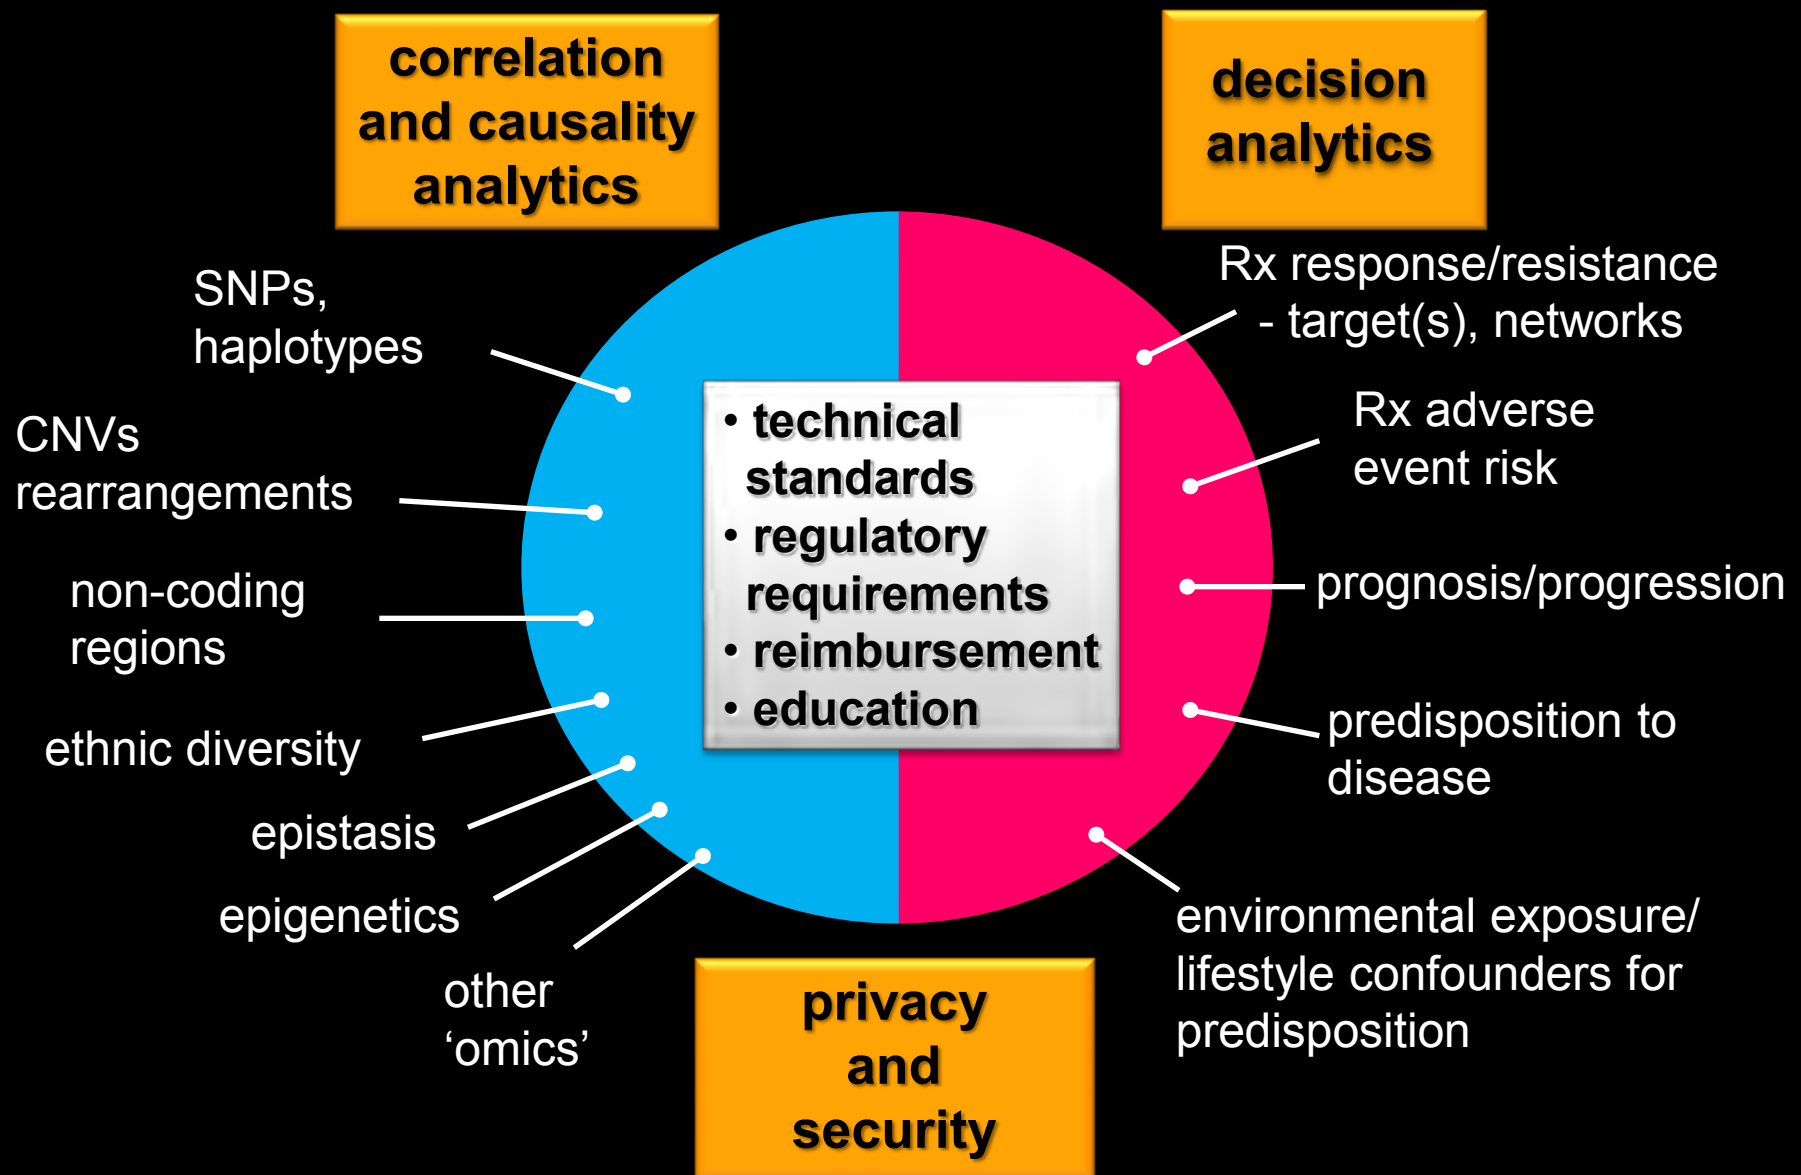 correlation
and causality
analytics
decision
analytics
SNPs,
haplotypes
CNVs
rearrangements
non-coding
regions
ethnic diversity
epistasis
epigenetics
other
‘omics’
• technical
standards
• regulatory
requirements
• reimbursement
• education
Rx response/resistance
- target(s), networks
Rx adverse
event risk
prognosis/progression
predisposition to
disease
environmental exposure/
lifestyle confounders for
predisposition
privacy
and
security